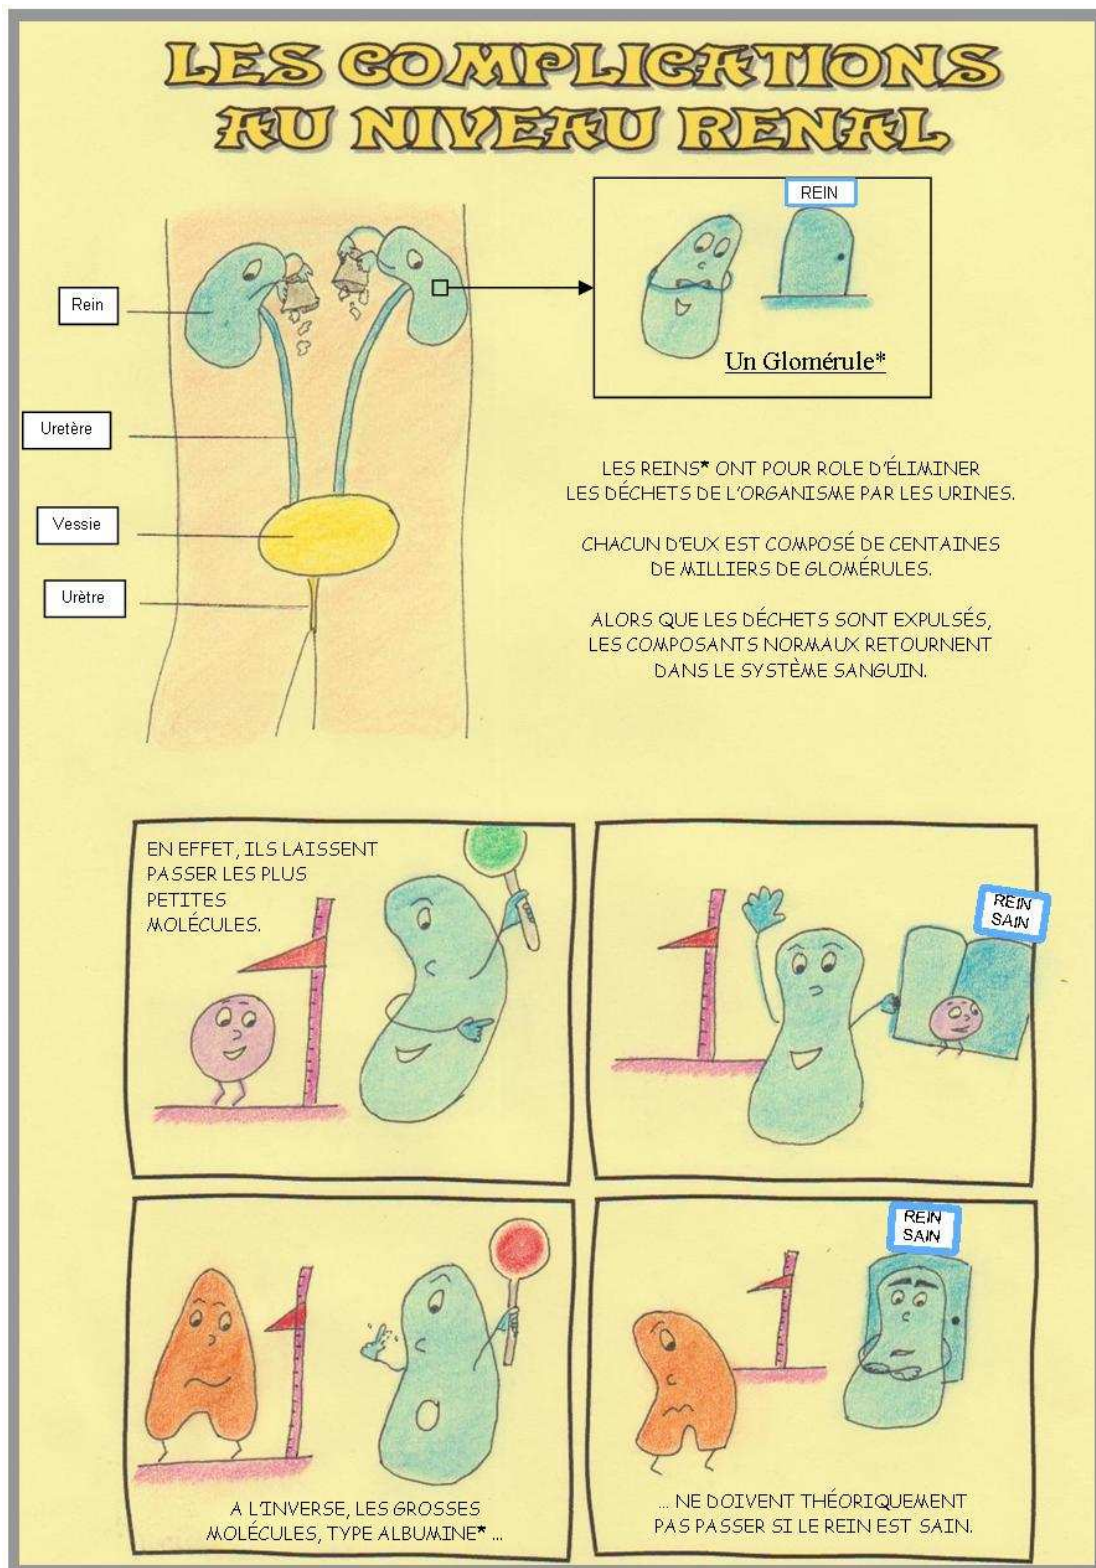 LES COMPLICATIONS
AU NIVEAU RENAL
REIN
Rein
Un Glomérule*
Uretère
Vessie
Urètre
LES REINS* ONT POUR ROLE D'ÉLIMINER
LES DÉCHETS DE L'ORGANISME PAR LES URINES.
CHACUN D'EUX EST COMPOSÉ DE CENTAINES
DE MILLIERS DE GLOMÉRULES.
ALORS QUE LES DÉCHETS SONT EXPULSÉS,
LES COMPOSANTS NORMAUX RETOURNENT
DANS LE SYSTÈME SANGUIN.
EN EFFET, ILS LAISSENT
PASSER LES PLUS
PETITES
MOLÉCULES.
REIN
SAIN
A L'INVERSE, LES GROSSES
MOLÉCULES, TYPE ALBUMINE* ...
REIN
SAIN
... NE DOIVENT THÉORIQUEMENT
PAS PASSER SI LE REIN EST SAIN.